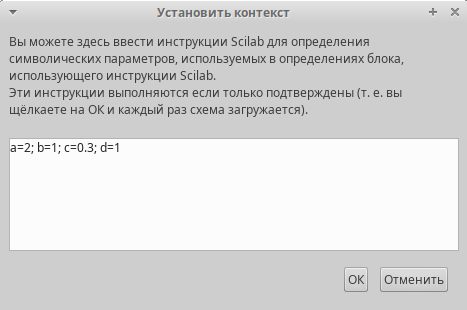 Установить контекст
Вы можете здесь ввести инструкции Scilab для определения
символических параметров, используемых в определениях блока,
использующего инструкции Scilab.
Эти инструкции выполняются если только подтверждены (т. е. вы
щёлкаете на OK и каждый раз схема загружается).
a=2; b=1; c=0.3; d=1
OK Отменить